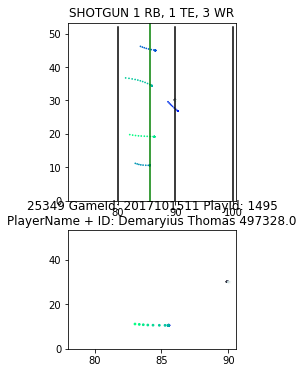 SHOTGUN 1 RB, 1 TE, 3 WR
50
40
30
20
10
0
80 90 100
25349 GameId: 2017101511 PlayId: 1495
PlayerName + ID: Demaryius Thomas 497328.0
40
20
0
80 85 90